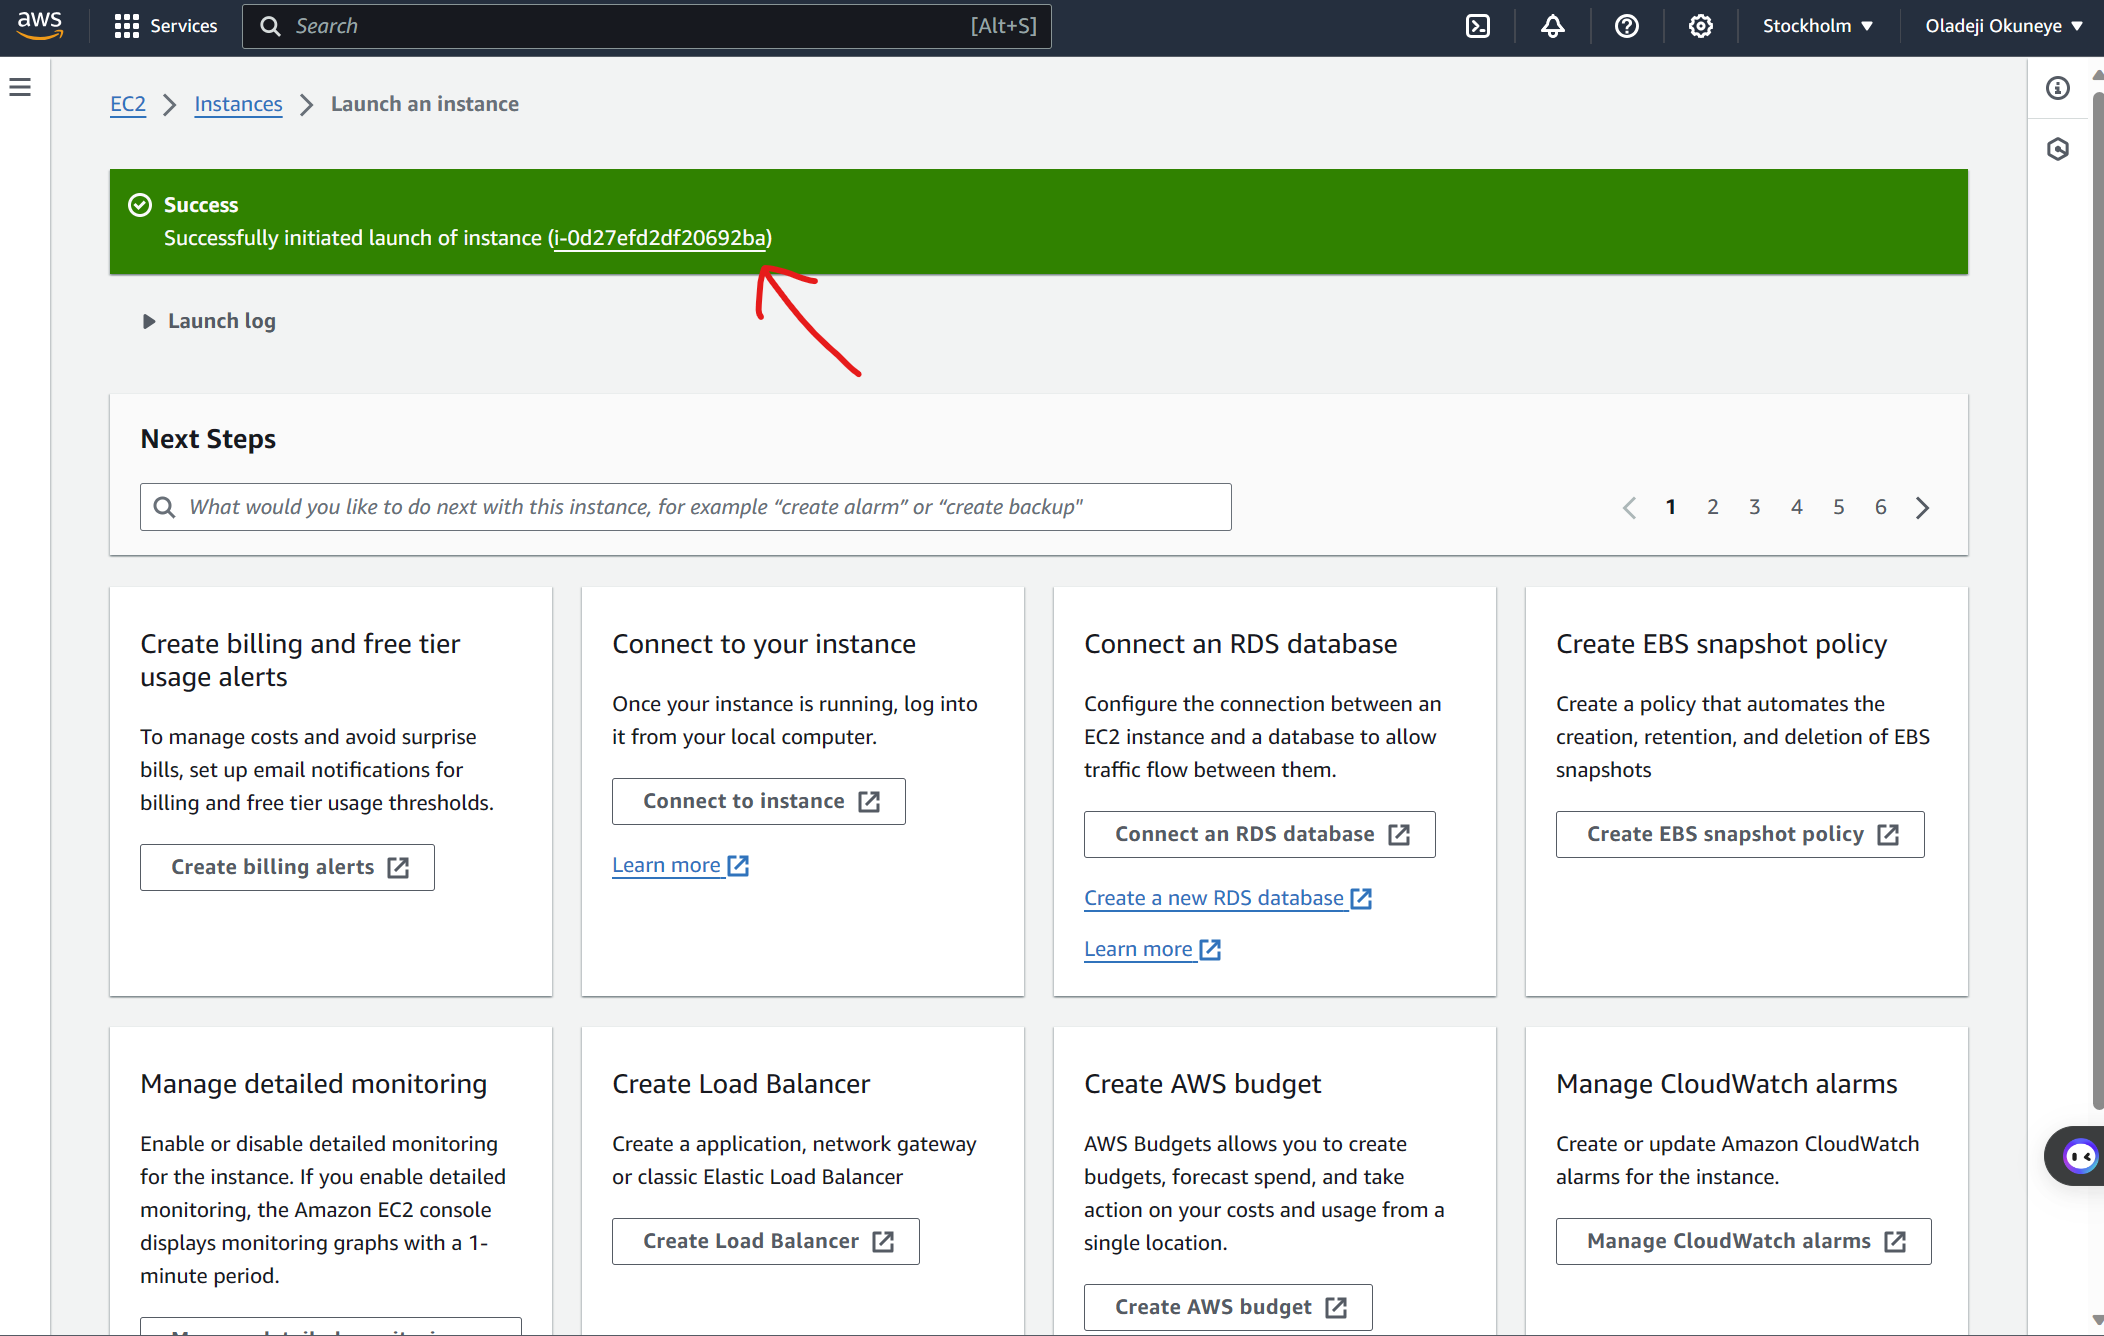 aws Services Search [Alt+S] Stockholm Oladeji Okuneye
EC2 Instances Launch an instance
Success
Successfully initiated launch of instance (i-0d27efd2df20692ba)
Launch log
Next Steps
What would you like to do next with this instance, for example “create alarm” or “create backup"
1 2 3 4 5 6
Create billing and free tier
usage alerts
To manage costs and avoid surprise
bills, set up email notifications for
billing and free tier usage thresholds.
Create billing alerts
Connect to your instance
Once your instance is running, log into
it from your local computer.
Connect to instance
Learn more
Connect an RDS database
Configure the connection between an
EC2 instance and a database to allow
traffic flow between them.
Connect an RDS database
Create a new RDS database
Learn more
Create EBS snapshot policy
Create a policy that automates the
creation, retention, and deletion of EBS
snapshots
Create EBS snapshot policy
Manage detailed monitoring
Enable or disable detailed monitoring
for the instance. If you enable detailed
monitoring, the Amazon EC2 console
displays monitoring graphs with a 1-
minute period.
Create Load Balancer
Create a application, network gateway
or classic Elastic Load Balancer
Create Load Balancer
Create AWS budget
AWS Budgets allows you to create
budgets, forecast spend, and take
action on your costs and usage from a
single location.
Create AWS budget
Manage CloudWatch alarms
Create or update Amazon CloudWatch
alarms for the instance.
Manage CloudWatch alarms